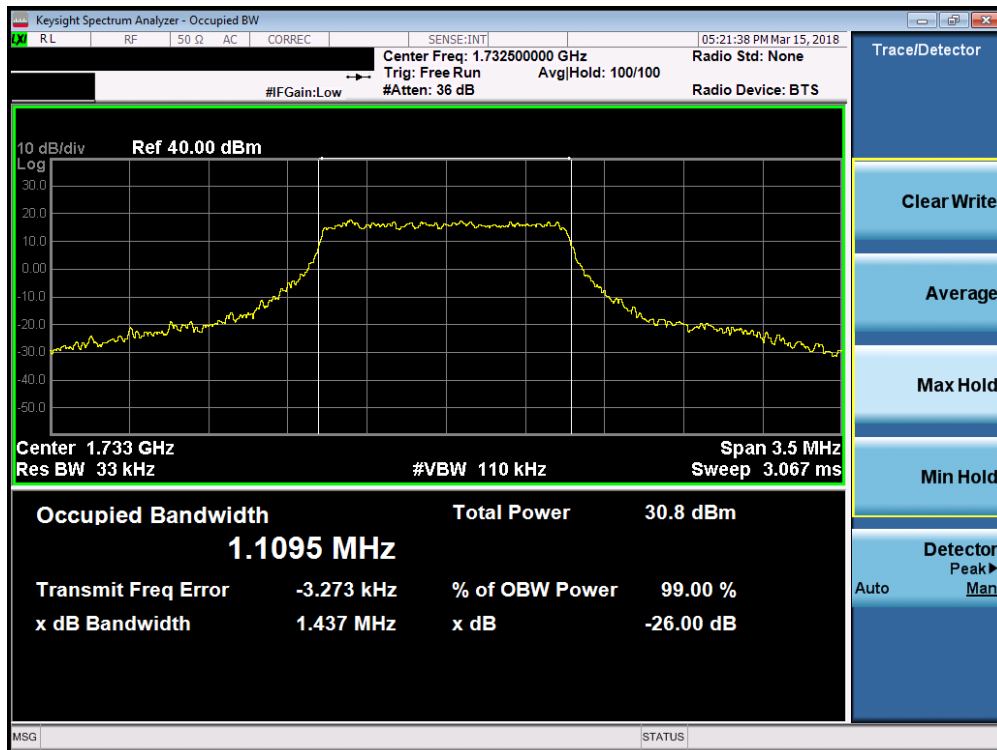 Keysight Spectrum Analyzer - Occupied BW
LXI RL RF 50 Ω AC CORREC SENSE:INT 05:21:38 PM Mar 15, 2018
Center Freq: 1.732500000 GHz Radio Std: None
Trig: Free Run Avg|Hold: 100/100
#IFGain:Low #Atten: 36 dB Radio Device: BTS
Trace/Detector
10 dB/div Ref 40.00 dBm
Log
30.0
20.0
10.0
0.00
-10.0
-20.0
-30.0
-40.0
-50.0
Center 1.733 GHz Span 3.5 MHz
Res BW 33 kHz #VBW 110 kHz Sweep 3.067 ms
Occupied Bandwidth Total Power 30.8 dBm
1.1095 MHz
Transmit Freq Error -3.273 kHz % of OBW Power 99.00 %
x dB Bandwidth 1.437 MHz x dB -26.00 dB
Clear Write
Average
Max Hold
Min Hold
Detector
Peak▶
Auto Man
MSG STATUS